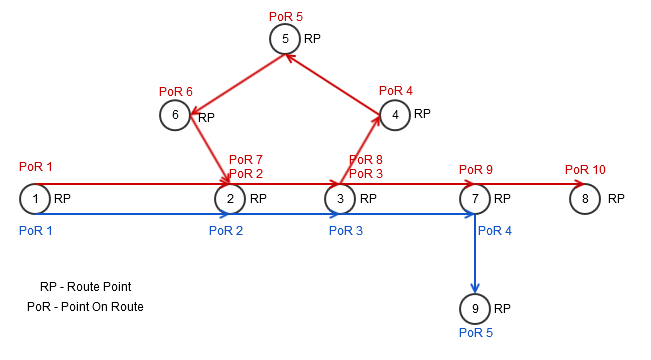 PoR 5
5 RP
PoR 6
PoR 4
6 RP
4 RP
PoR 7
PoR 8
PoR 1
PoR 2
PoR 3
PoR 9
PoR 10
1 RP
2 RP
3 RP
7 RP
8 RP
PoR 1
PoR 2
PoR 3
PoR 4
RP - Route Point
PoR - Point On Route
9 RP
PoR 5